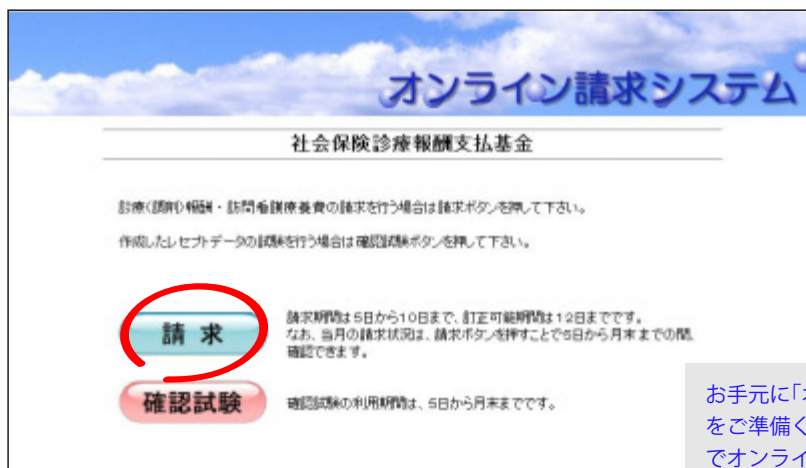 オンライン請求システム
社会保険診療報酬支払基金
診療(調剤)報酬・訪問看護療養費の請求を行う場合は請求ボタンを押して下さい。
作成したレセプトデータの試験を行う場合は確認試験ボタンを押して下さい。
請 求
請求期間は5日から10日まで、訂正可能期間は12日までです。
なお、当月の請求状況は、請求ボタンを押すことで5日から月末までの間、
確認できます。
確認試験
確認試験の利用期間は、5日から月末までです。
お手元に「オ
をご準備く
でオンライ